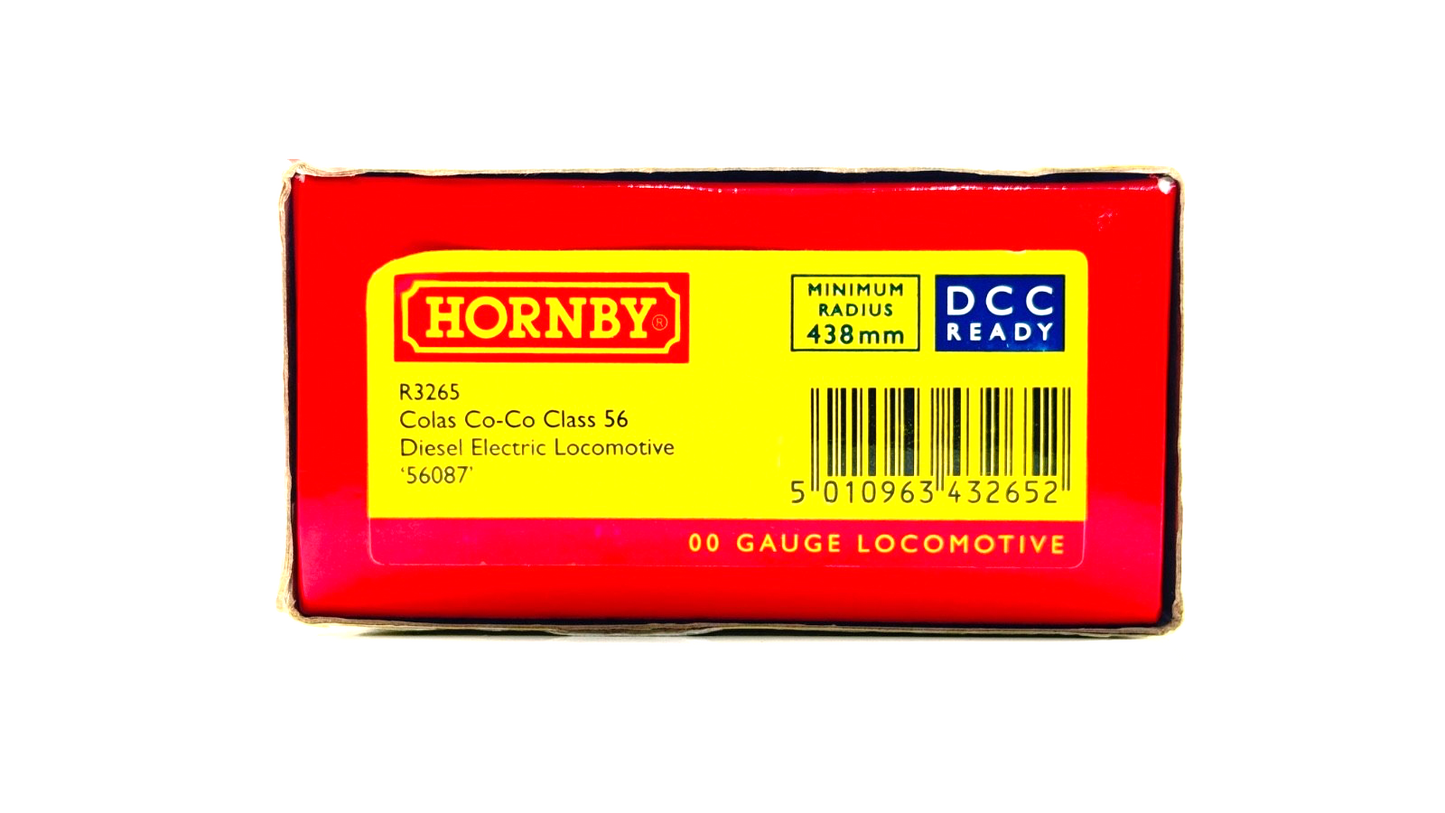 HORNBY®
MINIMUM
RADIUS
438mm
DCC
READY
R3265
Colas Co-Co Class 56
Diesel Electric Locomotive
‘56087’
5 010963 432652
00 GAUGE LOCOMOTIVE